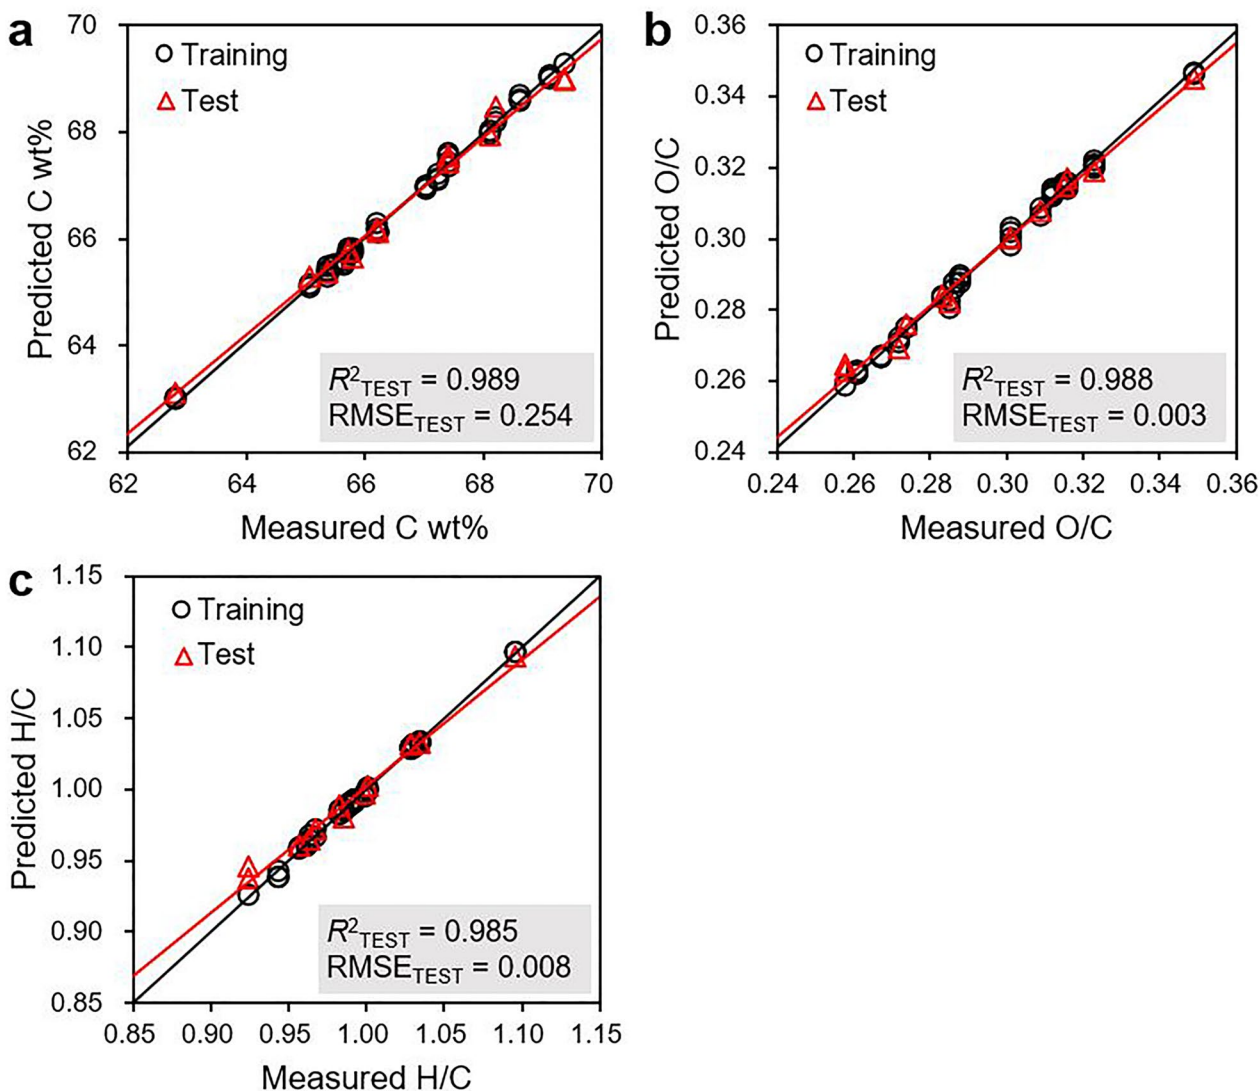 a
70
68
66
64
62
Predicted C wt%
Training
Test
R²TEST = 0.989
RMSETEST = 0.254
62 64 66 68 70
Measured C wt%
b
0.36
0.34
0.32
0.30
0.28
0.26
0.24
Predicted O/C
Training
Test
R²TEST = 0.988
RMSETEST = 0.003
0.24 0.26 0.28 0.30 0.32 0.34 0.36
Measured O/C
c
1.15
1.10
1.05
1.00
0.95
0.90
0.85
Predicted H/C
Training
Test
R²TEST = 0.985
RMSETEST = 0.008
0.85 0.90 0.95 1.00 1.05 1.10 1.15
Measured H/C